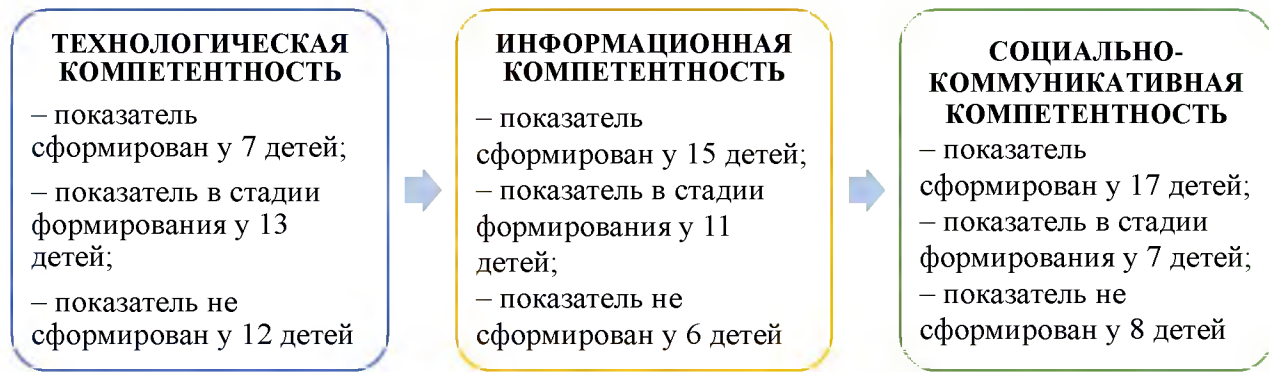 ТЕХНОЛОГИЧЕСКАЯ
КОМПЕТЕНТНОСТЬ
– показатель
сформирован у 7 детей;
– показатель в стадии
формирования у 13
детей;
– показатель не
сформирован у 12 детей
ИНФОРМАЦИОННАЯ
КОМПЕТЕНТНОСТЬ
– показатель
сформирован у 15 детей;
– показатель в стадии
формирования у 11
детей;
– показатель не
сформирован у 6 детей
СОЦИАЛЬНО-
КОММУНИКАТИВНАЯ
КОМПЕТЕНТНОСТЬ
– показатель
сформирован у 17 детей;
– показатель в стадии
формирования у 7 детей;
– показатель не
сформирован у 8 детей